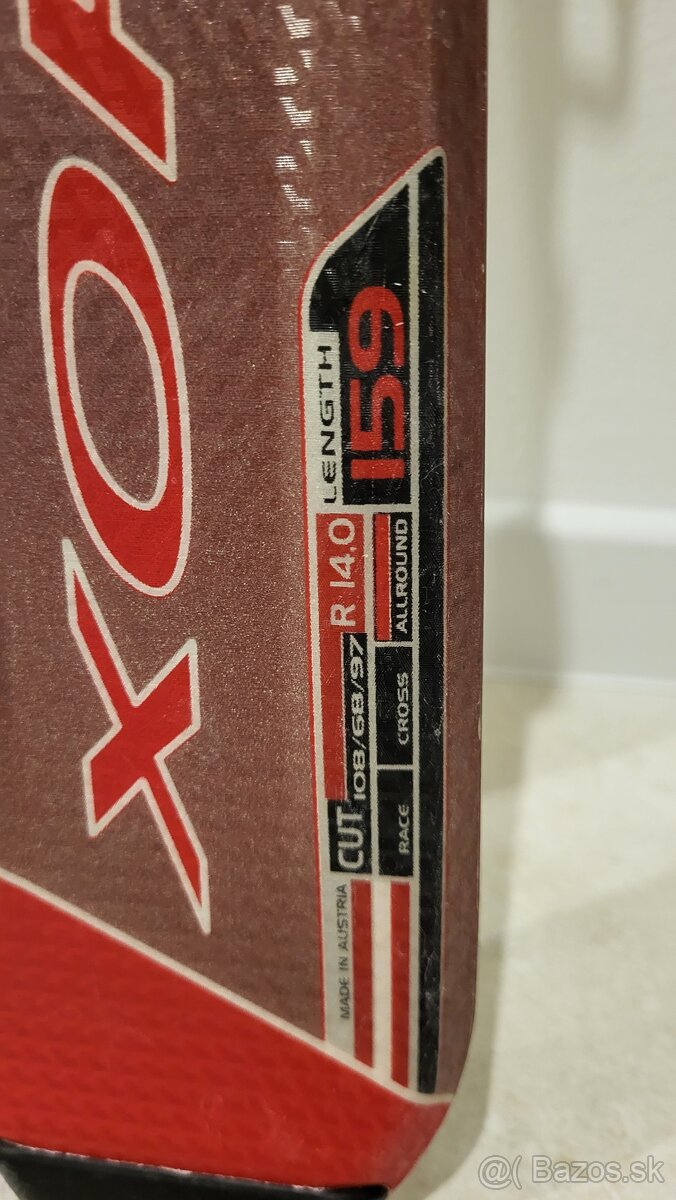 XO
LENGTH 159
R 14.0
ALLROUND
CUT 108/68/97
CROSS
RACE
MADE IN AUSTRIA
@( Bazos.sk